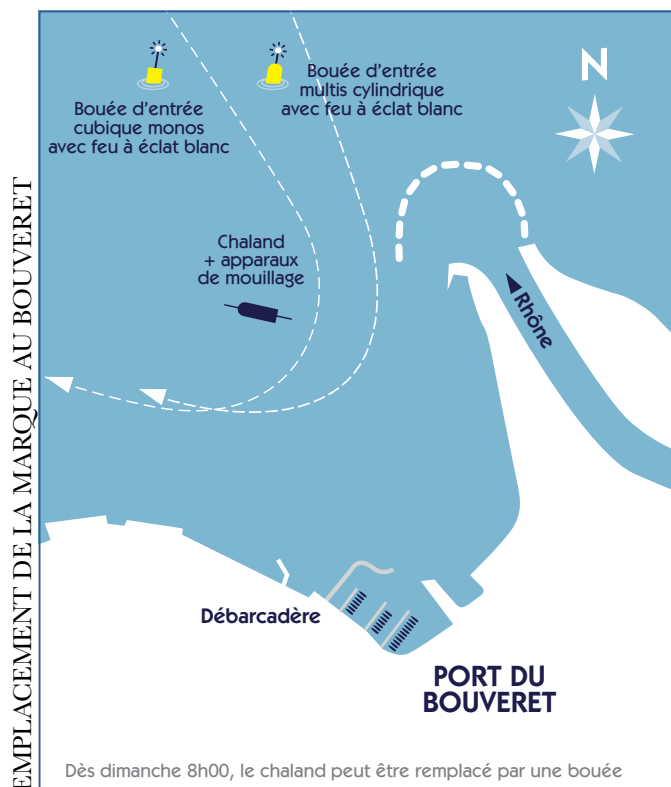 EMPLACEMENT DE LA MARQUE AU BOUVERET
Bouée d'entrée
cubique monos
avec feu à éclat blanc
Bouée d'entrée
multis cylindrique
avec feu à éclat blanc
N
Chaland
+ apparaux
de mouillage
Rhône
Débarcadère
PORT DU
BOUVERET
Dès dimanche 8h00, le chaland peut être remplacé par une bouée